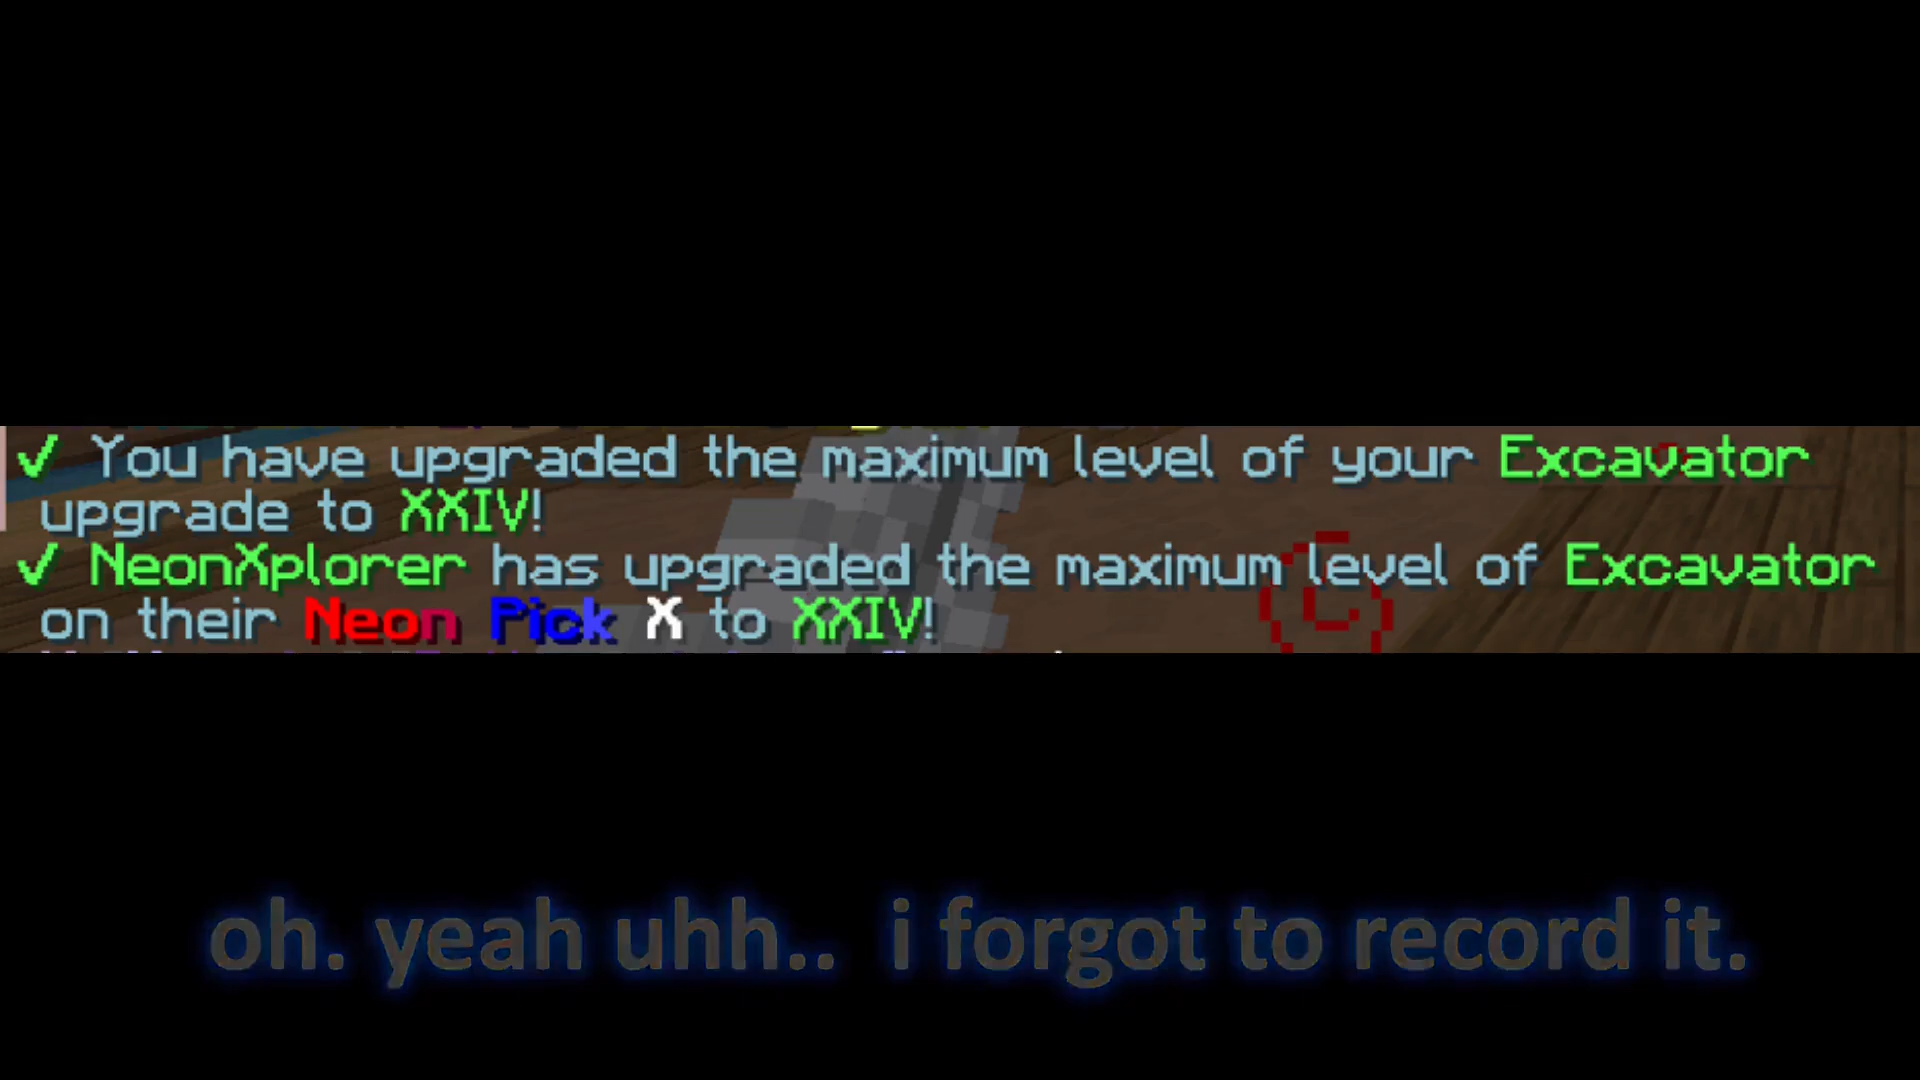 ✓ You have upgraded the maximum level of your Excavator
upgrade to XXIV!
✓ NeonXplorer has upgraded the maximum level of Excavator
on their Neon Pick X to XXIV!
oh. yeah uhh..  i forgot to record it.